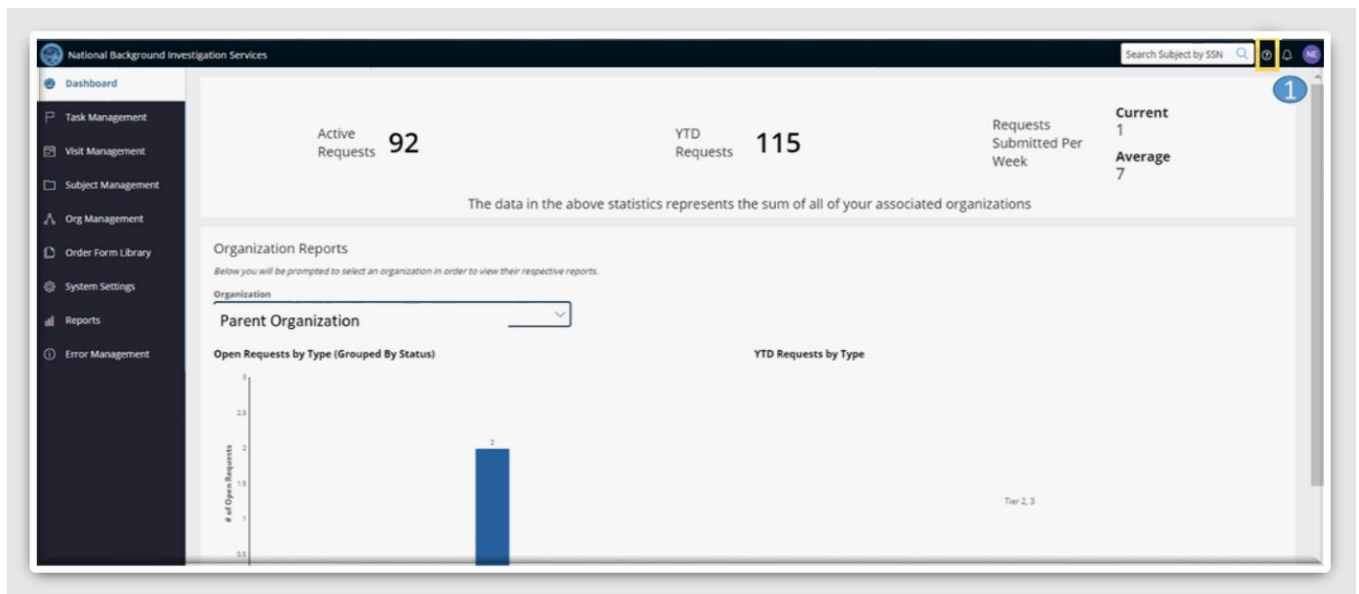 National Background Investigation Services
Search Subject by SSN
NE
1
Dashboard
Task Management
Visit Management
Subject Management
Org Management
Order Form Library
System Settings
Reports
Error Management
Active
Requests
92
YTD
Requests
115
Requests
Submitted Per
Week
Current
1
Average
7
The data in the above statistics represents the sum of all of your associated organizations
Organization Reports
Below you will be prompted to select an organization in order to view their respective reports.
Organization
Parent Organization
Open Requests by Type (Grouped By Status)
YTD Requests by Type
# of Open Requests
3
2.5
2
1.5
1
0.5
2
Tier 2, 3